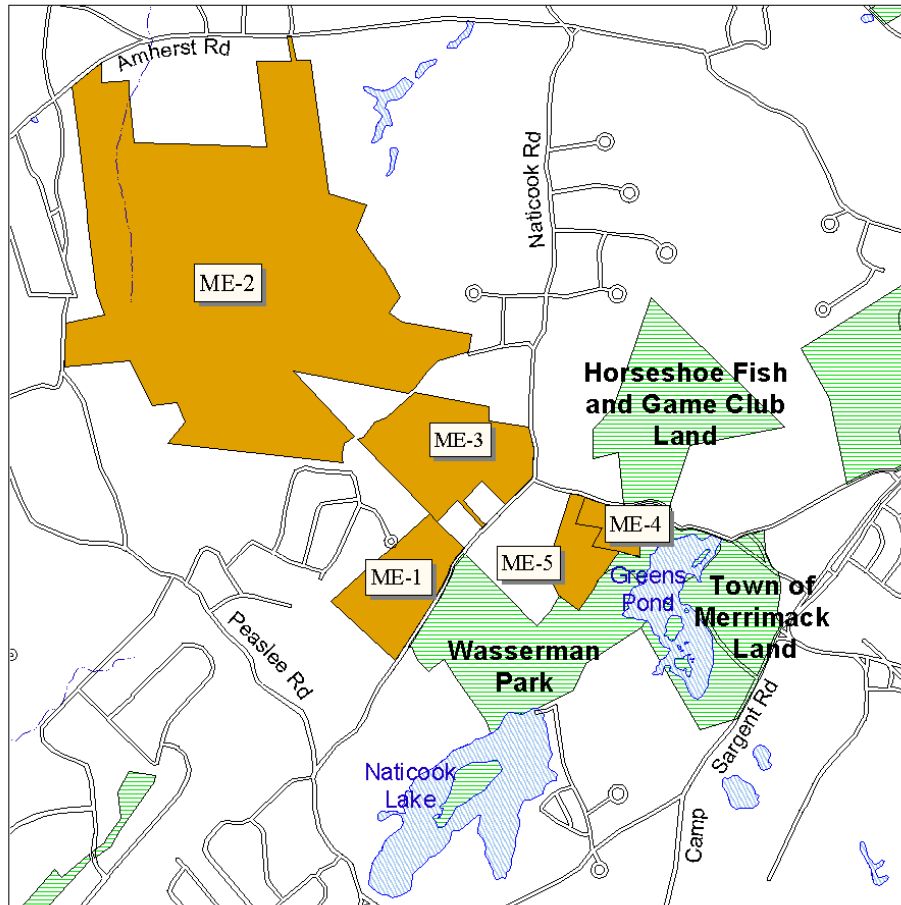 Amherst Rd
Naticook Rd
ME-2
Horseshoe Fish
and Game Club
Land
ME-3
ME-4
ME-5
ME-1
Greens
Pond
Town of
Merrimack
Land
Wasserman
Park
Peaslee Rd
Naticook
Lake
Camp Sargent Rd